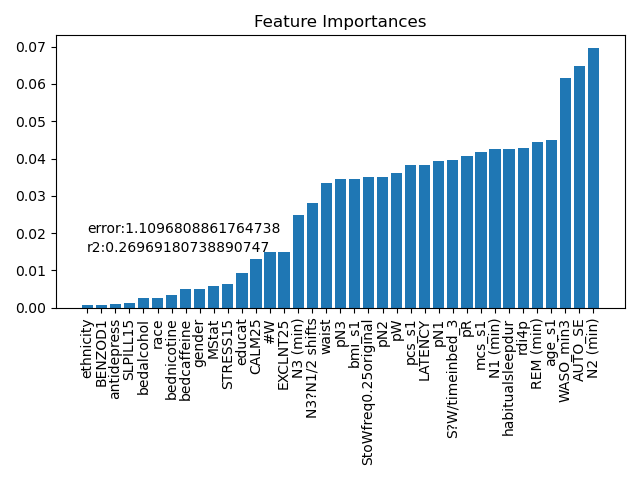 Feature Importances
0.07
0.06
0.05
0.04
0.03
0.02
0.01
0.00
error:1.1096808861764738
r2:0.26969180738890747
ethnicity
BENZOD1
antidepress
SLPILL15
bedalcohol
race
bednicotine
bedcaffeine
gender
MStat
STRESS15
educat
CALM25
#W
EXCLNT25
N3 (min)
N3?N1/2 shifts
waist
pN3
bmi_s1
StoWfreq0.25original
pN2
pW
pcs_s1
LATENCY
pN1
S?W/timeinbed_3
pR
mcs_s1
N1 (min)
habitualsleepdur
rdi4p
REM (min)
age_s1
WASO_min3
AUTO_SE
N2 (min)